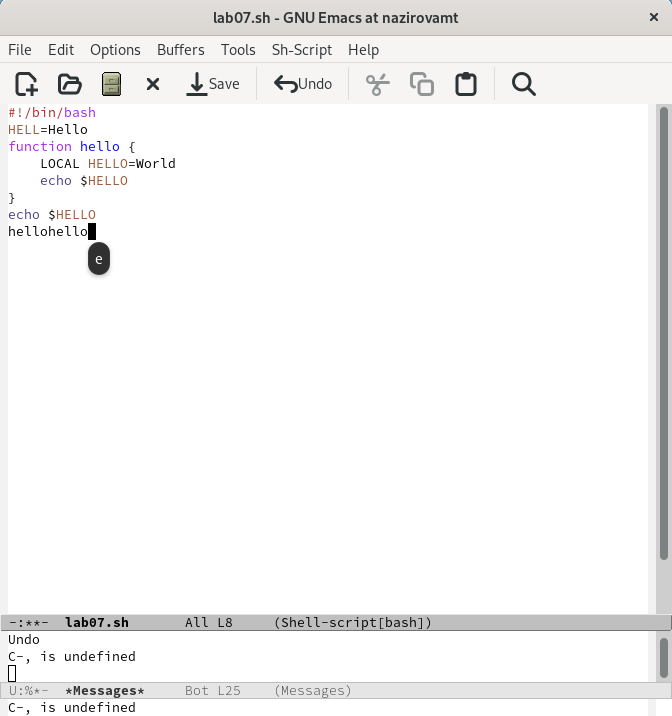 lab07.sh - GNU Emacs at nazirovamt
File Edit Options Buffers Tools Sh-Script Help
Save Undo
#!/bin/bash
HELL=Hello
function hello {
    LOCAL HELLO=World
    echo $HELLO
}
echo $HELLO
hellohello
e
-:**-  lab07.sh       All L8     (Shell-script[bash])
Undo
C-, is undefined
U:%*-  *Messages*     Bot L25    (Messages)
C-, is undefined